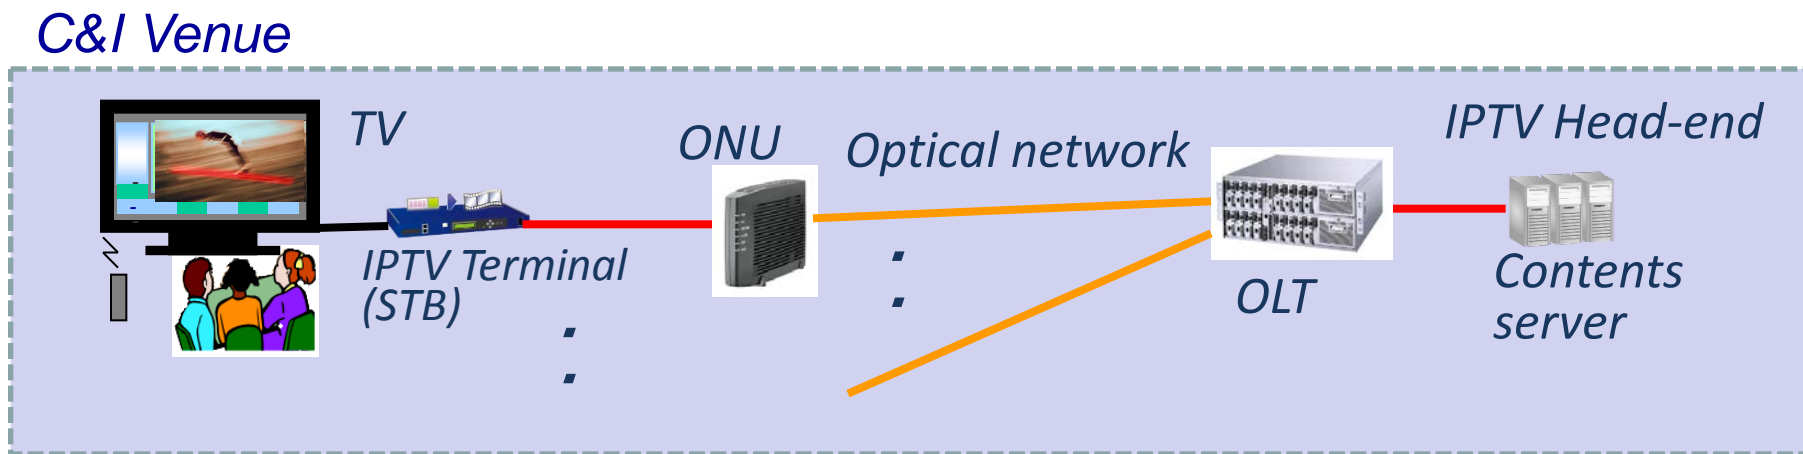 C&I Venue
TV
ONU
Optical network
IPTV Head-end
IPTV Terminal
(STB)
OLT
Contents
server